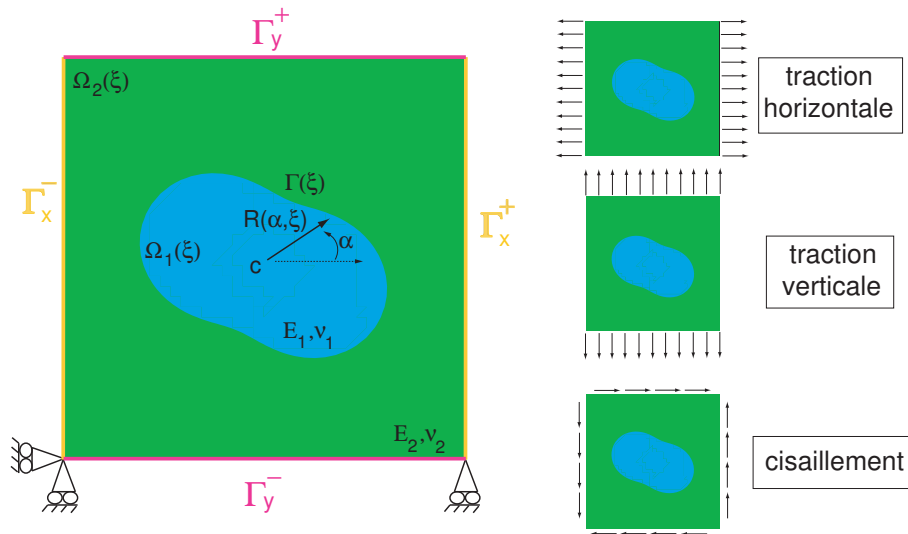 Γy+
Ω2(ξ)
Γ(ξ)
R(α,ξ)
α
Γx-
Γx+
Ω1(ξ)
c
E1,ν1
E2,ν2
Γy-
traction
horizontale
traction
verticale
cisaillement